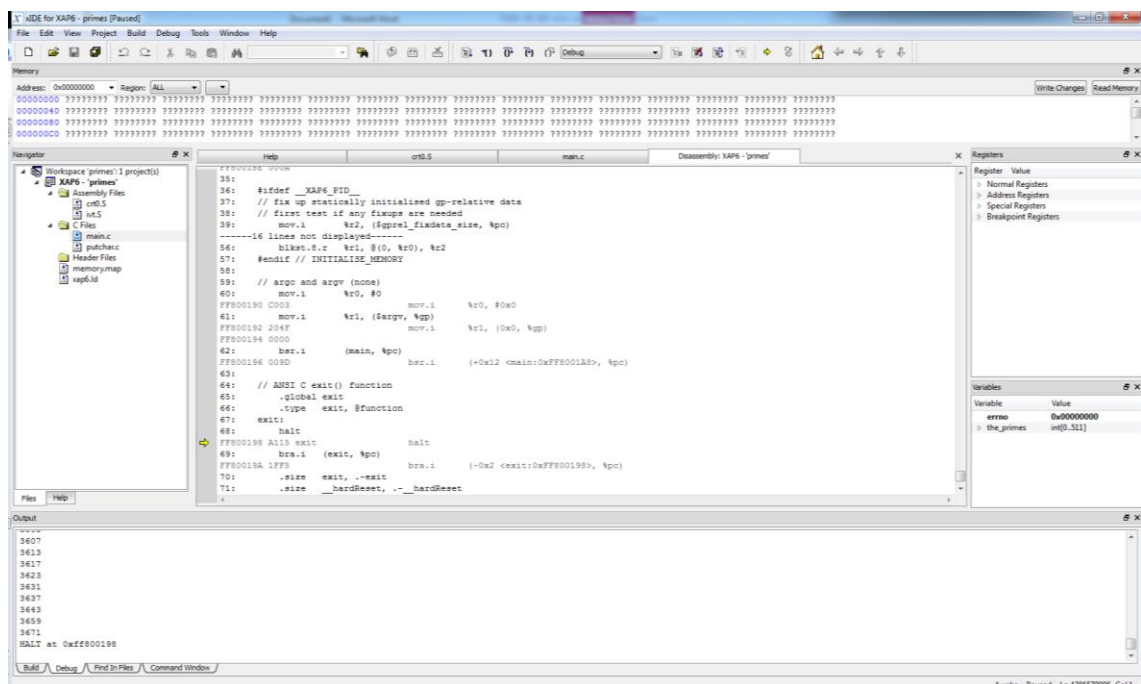 xIDE for XAP6 - primes [Paused]
File Edit View Project Build Debug Tools Window Help
Debug
Memory
Address: 0x00000000 Region: ALL Write Changes Read Memory
00000000 ???????? ???????? ???????? ???????? ???????? ???????? ???????? ???????? ???????? ???????? ???????? ???????? ???????? ???????? ???????? ????????
00000040 ???????? ???????? ???????? ???????? ???????? ???????? ???????? ???????? ???????? ???????? ???????? ???????? ???????? ???????? ???????? ????????
00000080 ???????? ???????? ???????? ???????? ???????? ???????? ???????? ???????? ???????? ???????? ???????? ???????? ???????? ???????? ???????? ????????
000000C0 ???????? ???????? ???????? ???????? ???????? ???????? ???????? ???????? ???????? ???????? ???????? ???????? ???????? ???????? ???????? ????????
Navigator
Workspace 'primes': 1 project(s)
XAP6 - 'primes'
Assembly Files
crt0.S
ivt.S
C Files
main.c
putchar.c
Header Files
memory.map
xap6.ld
Files Help
Help crt0.S main.c Disassembly: XAP6 - 'primes'
35:
36: #ifdef __XAP6_PID__
37: // fix up statically initialised gp-relative data
38: // first test if any fixups are needed
39: mov.i %r2, ($gprel_fixdata_size, %pc)
------16 lines not displayed------
56: blkst.8.r %r1, @(0, %r0), %r2
57: #endif // INITIALISE_MEMORY
58:
59: // argc and argv (none)
60: mov.i %r0, #0
FF800190 C003 mov.i %r0, #0x0
61: mov.i %r1, ($argv, %gp)
FF800192 204F mov.i %r1, (0x0, %gp)
FF800194 0000
62: bsr.i (main, %pc)
FF800196 009D bsr.i (+0x12 <main:0xFF8001A8>, %pc)
63:
64: // ANSI C exit() function
65: .global exit
66: .type exit, @function
67: exit:
68: halt
FF800198 A115 exit halt
69: bra.i (exit, %pc)
FF80019A 1FF5 bra.i (-0x2 <exit:0xFF800198>, %pc)
70: .size exit, .-exit
71: .size __hardReset, .-__hardReset
Registers
Register Value
Normal Registers
Address Registers
Special Registers
Breakpoint Registers
Variables
Variable Value
errno 0x00000000
the_primes int[0..511]
Output
3607
3613
3617
3623
3631
3637
3643
3659
3671
HALT at 0xff800198
Build Debug Find In Files Command Window